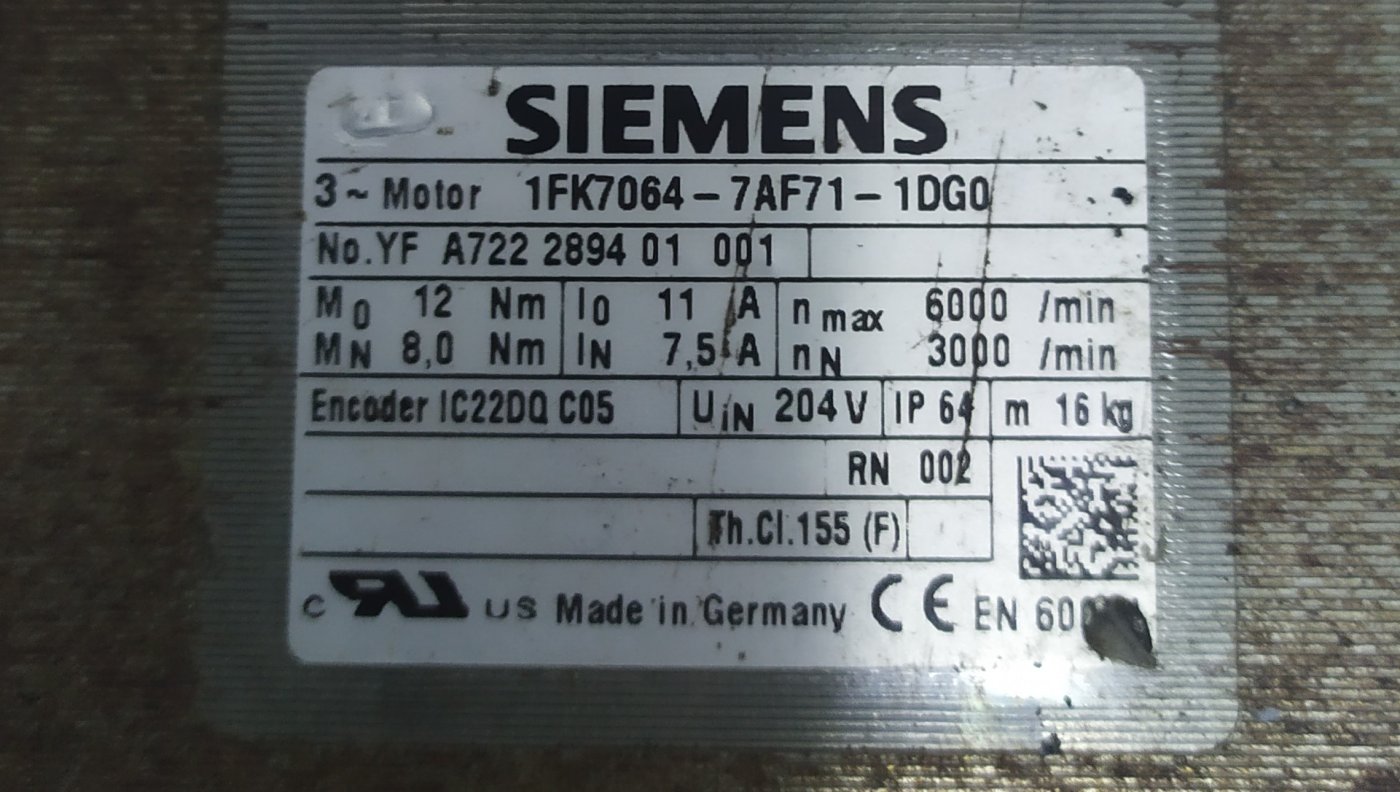 SIEMENS
3 ~ Motor 1FK7064-7AF71-1DG0
No.YF A722 2894 01 001
M0 12 Nm I0 11 A nmax 6000 /min
MN 8,0 Nm IN 7,5 A nN 3000 /min
Encoder IC22DQ C05 UiN 204 V IP 64 m 16 kg
RN 002
Th.Cl.155 (F)
c RU US Made in Germany CE EN